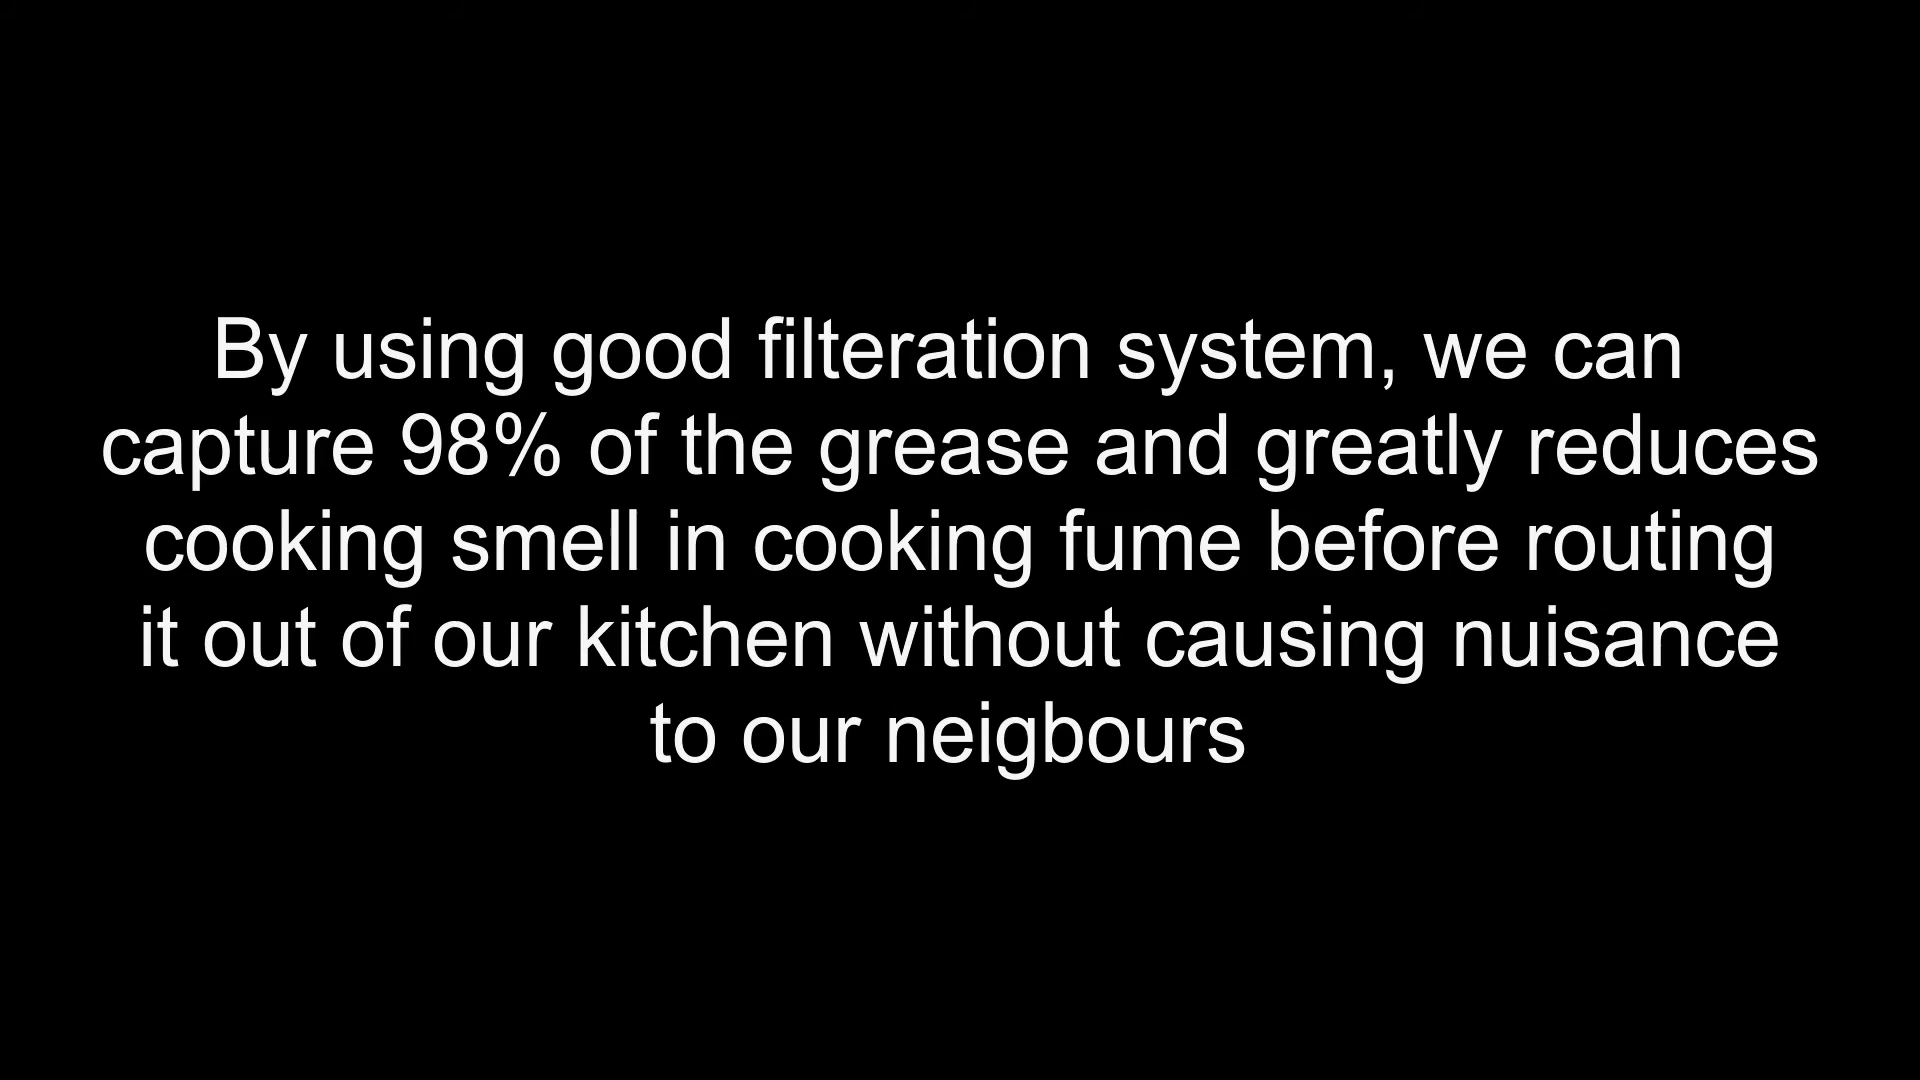 By using good filteration system, we can
capture 98% of the grease and greatly reduces
cooking smell in cooking fume before routing
it out of our kitchen without causing nuisance
to our neigbours